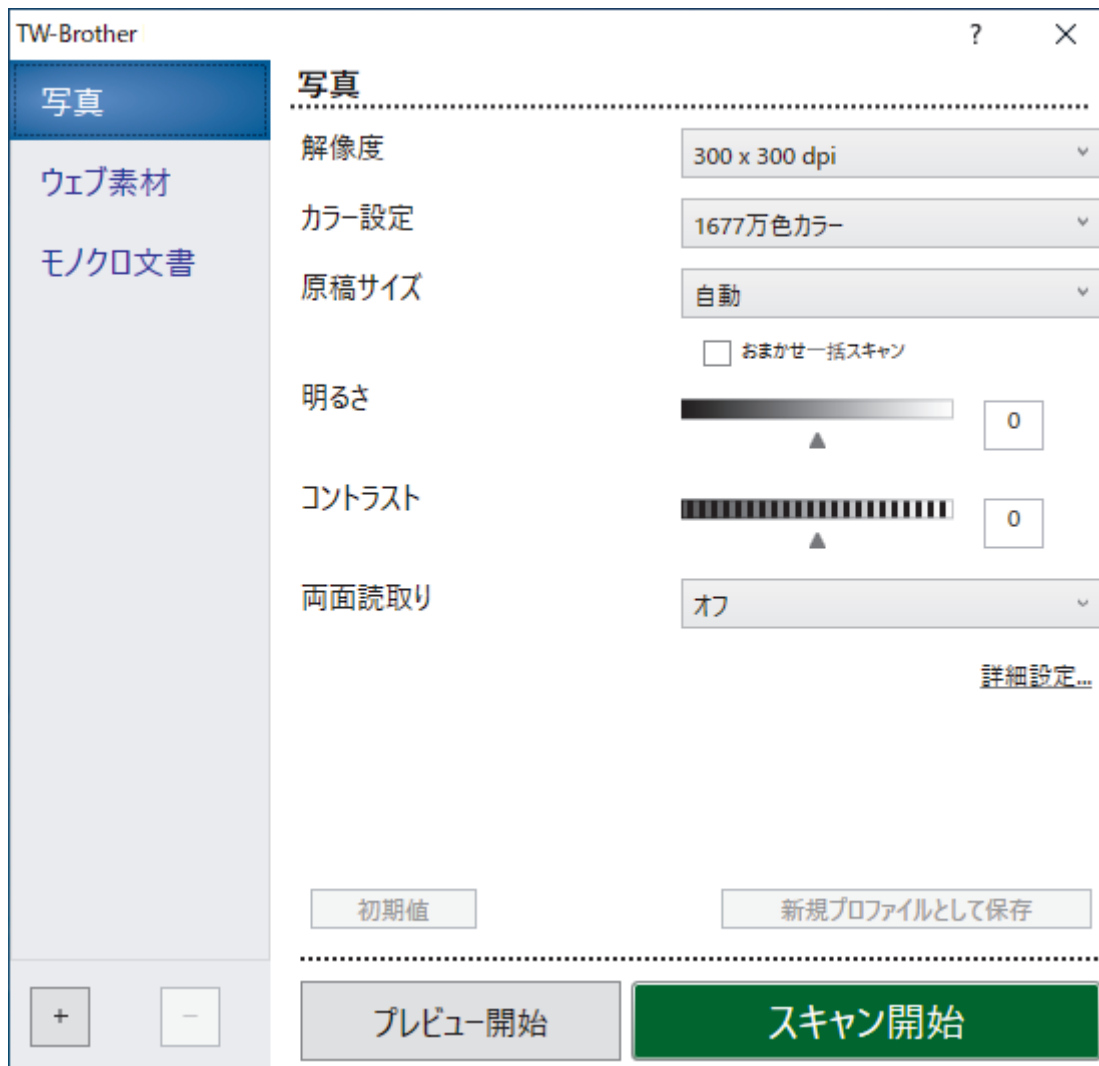 TW-Brother
?
写真
ウェブ素材
モノクロ文書
+
−
写真
解像度
300 x 300 dpi
カラー設定
1677万色カラー
原稿サイズ
自動
おまかせ一括スキャン
明るさ
0
コントラスト
0
両面読取り
オフ
詳細設定...
初期値
新規プロファイルとして保存
プレビュー開始
スキャン開始